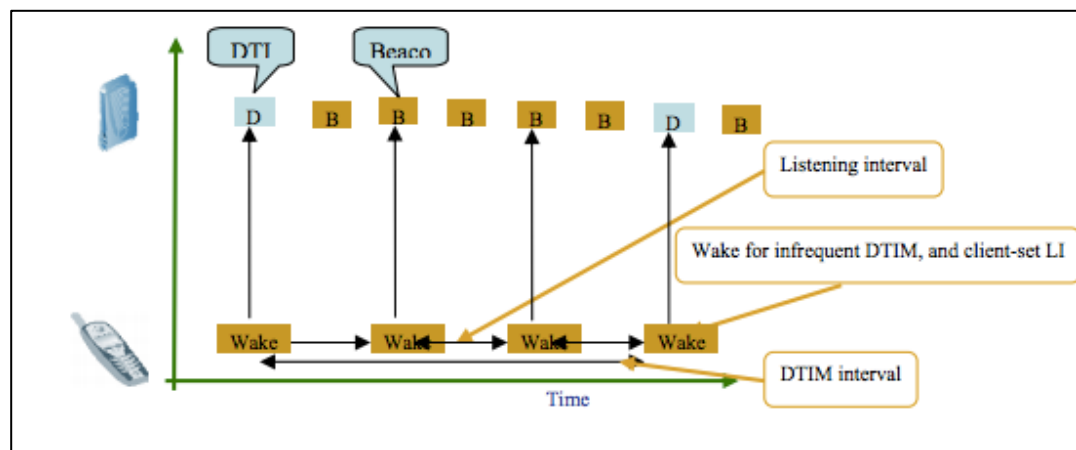 DTI
Beaco
D B B B B B D B
Listening interval
Wake for infrequent DTIM, and client-set LI
Wake Wake Wake Wake
DTIM interval
Time